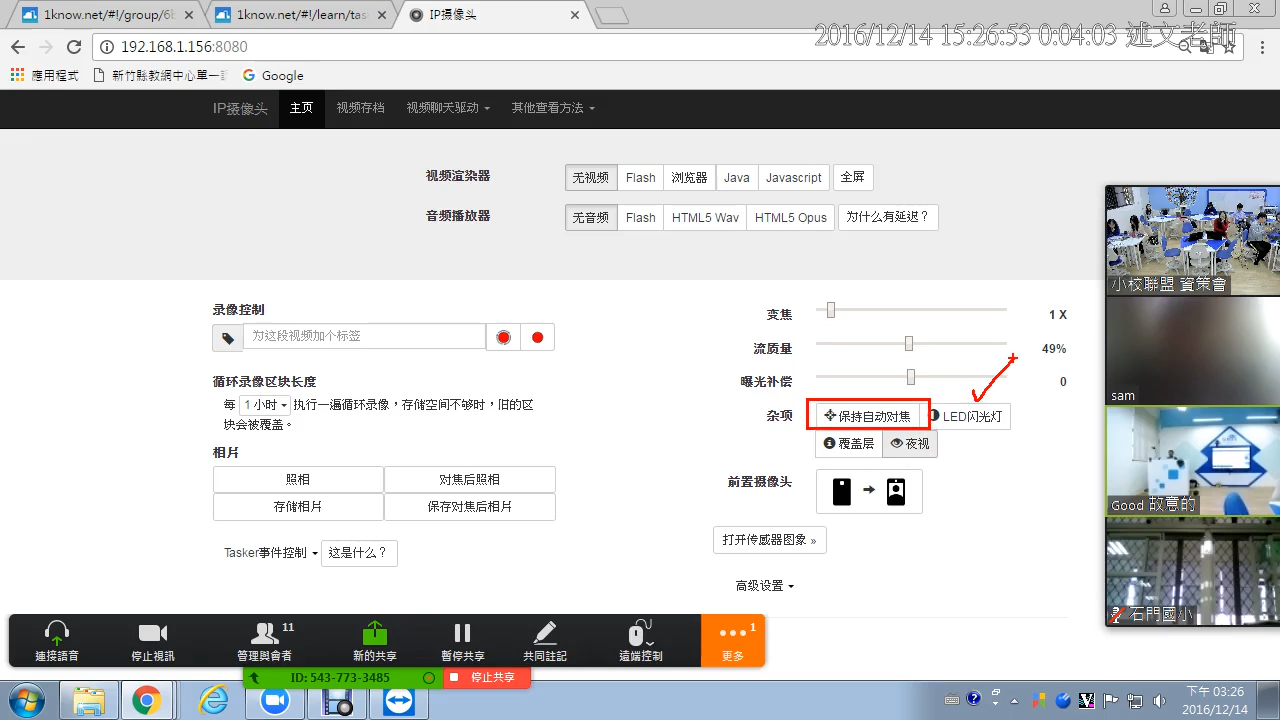 1know.net/#!/group/6b
1know.net/#!/learn/tas
IP摄像头
192.168.1.156:8080
2016/12/14 15:26:53 0:04:03 述文老師
應用程式
新竹縣教網中心單一
Google
IP摄像头 主页 视频存档 视频聊天驱动 其他查看方法
视频渲染器 无视频 Flash 浏览器 Java Javascript 全屏
音频播放器 无音频 Flash HTML5 Wav HTML5 Opus 为什么有延迟？
录像控制
为这段视频加个标签
循环录像区块长度
每 1 小时 执行一遍循环录像，存储空间不够时，旧的区
块会被覆盖。
相片
照相 对焦后照相
存储相片 保存对焦后相片
Tasker事件控制 这是什么？
变焦 1 X
流质量 49%
曝光补偿 0
杂项 保持自动对焦 LED闪光灯
覆盖层 夜视
前置摄像头
打开传感器图象 »
高级设置
小校聯盟 資策會
sam
Good 故意的
石門國小
連接語音 停止視訊 管理與會者 11 新的共享 暫停共享 共同註記 遠端控制 更多 1
ID: 543-773-3485 停止共享
下午 03:26
2016/12/14